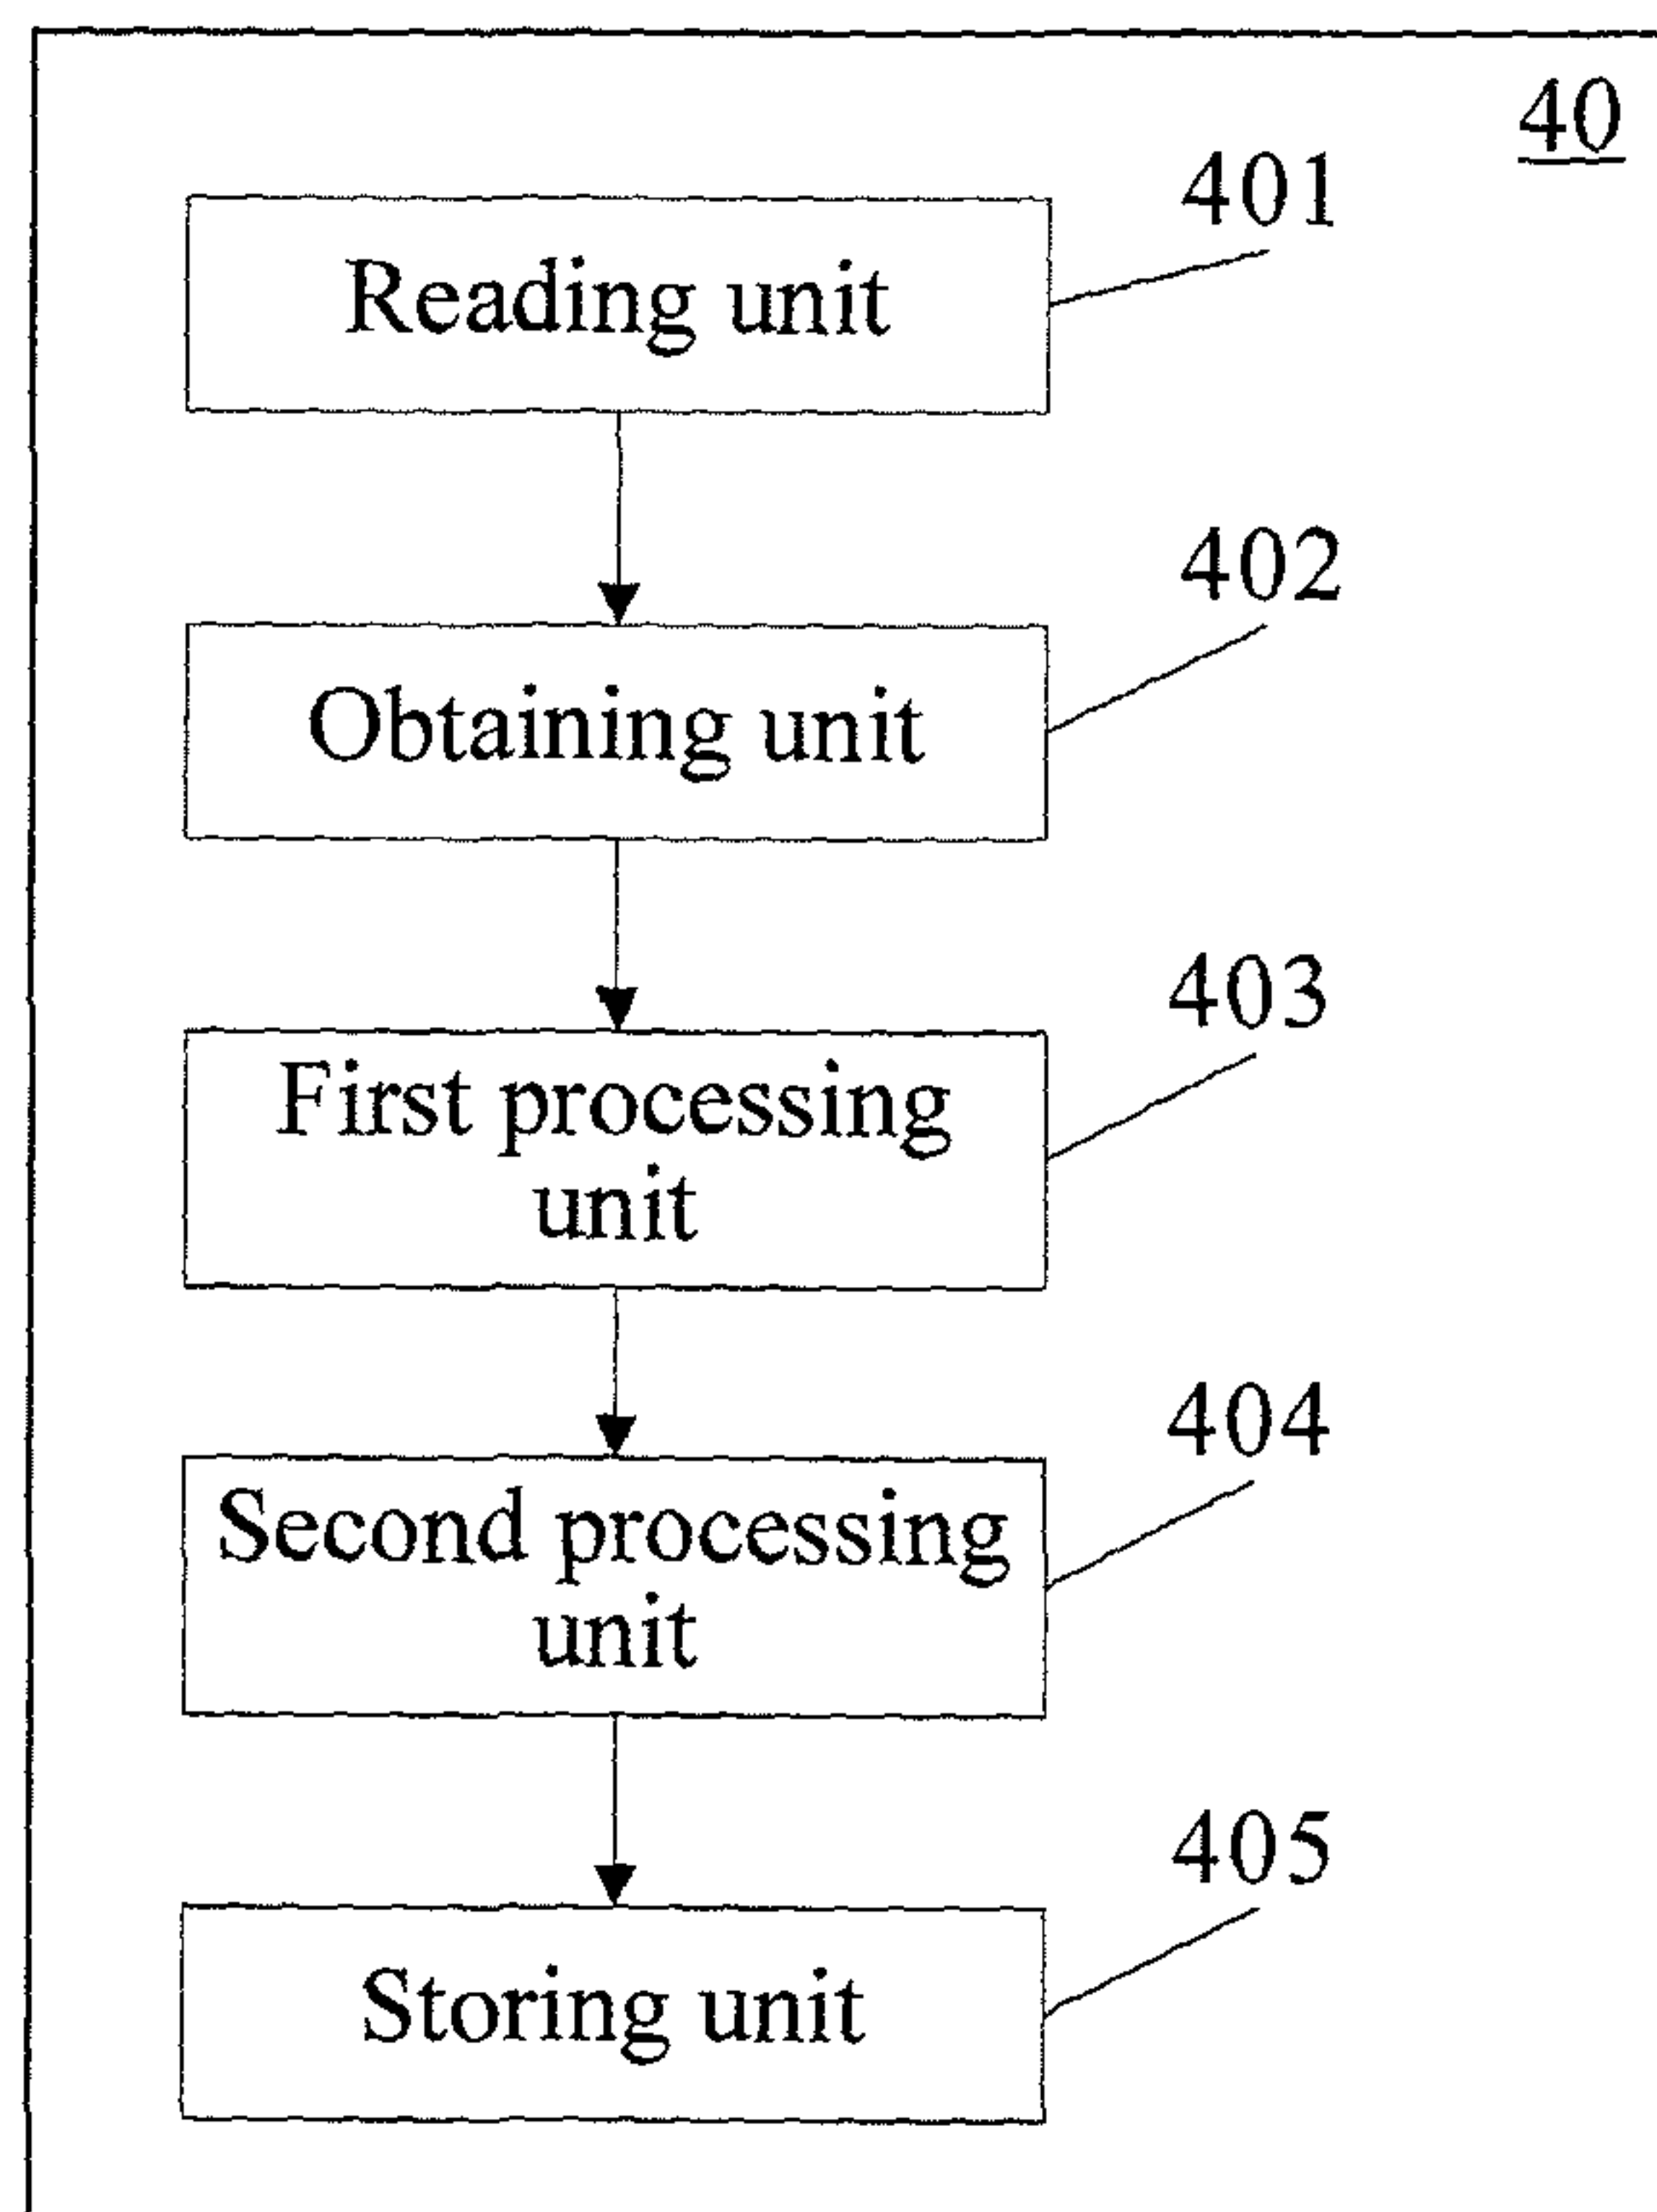 40
401
Reading unit
402
Obtaining unit
403
First processing
unit
404
Second processing
unit
405
Storing unit